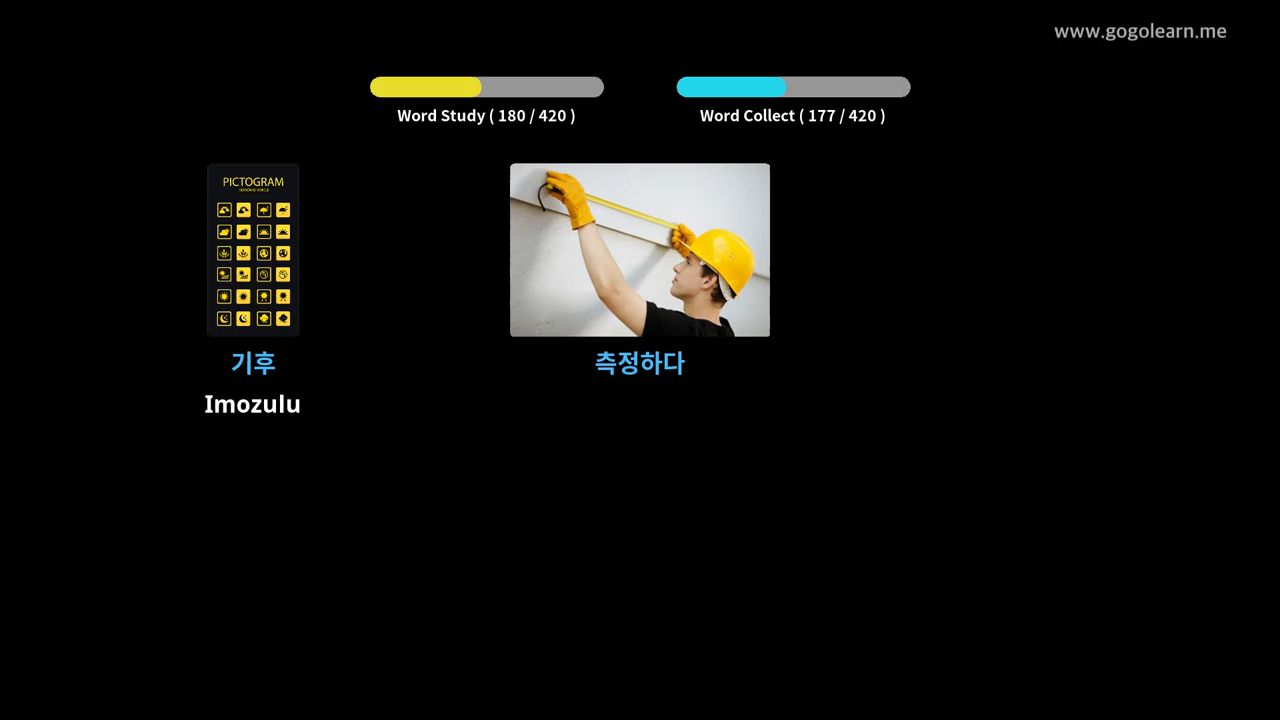 www.gogolearn.me
Word Study ( 180 / 420 )
Word Collect ( 177 / 420 )
PICTOGRAM
기후
측정하다
Imozulu